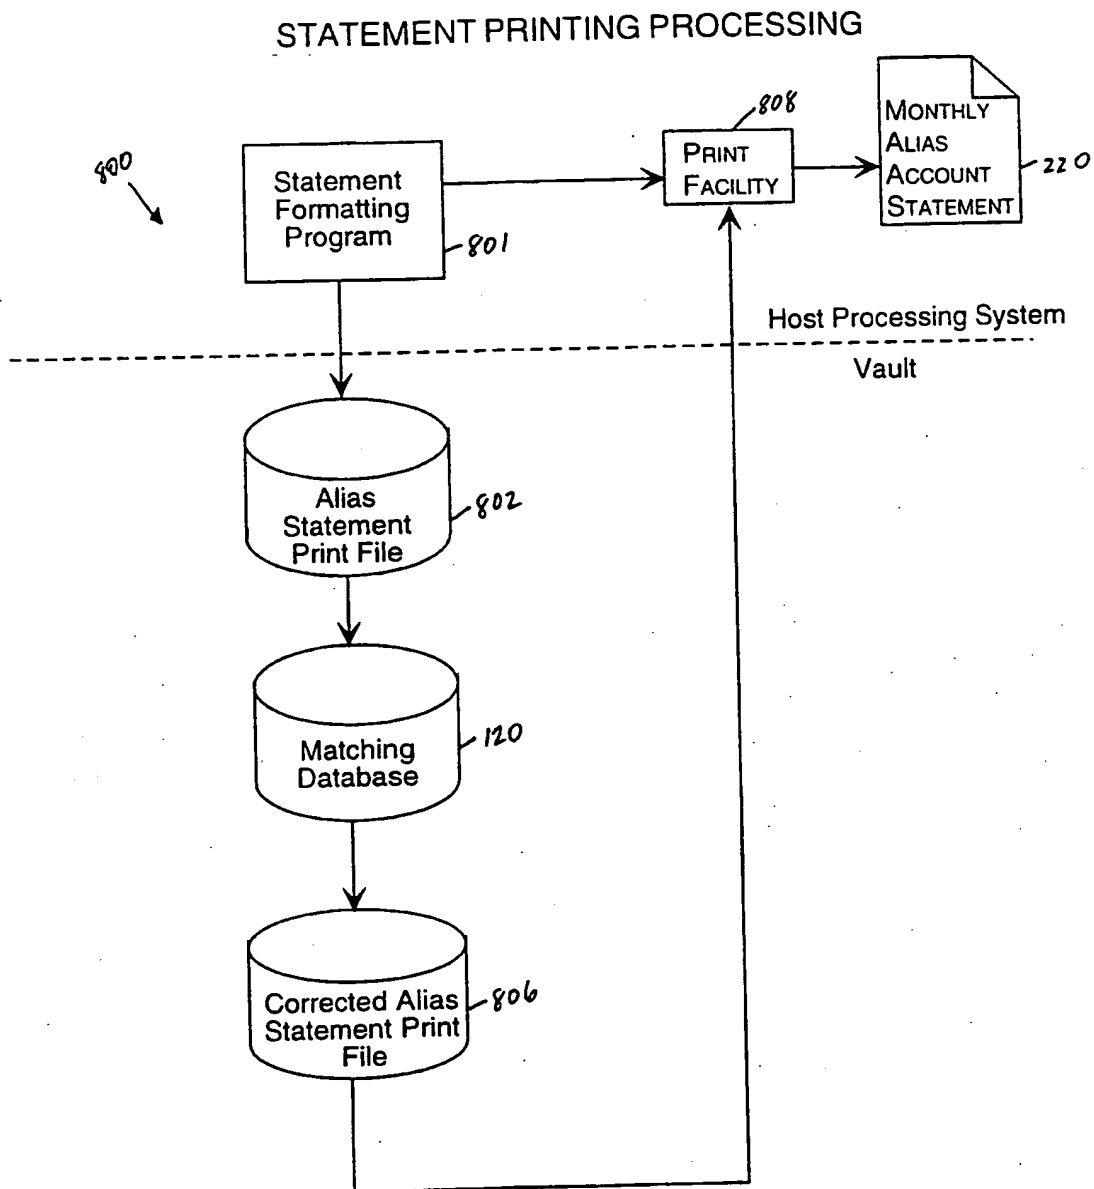 STATEMENT PRINTING PROCESSING
800
Statement
Formatting
Program
801
808
PRINT
FACILITY
MONTHLY
ALIAS
ACCOUNT
STATEMENT
220
Host Processing System
Vault
Alias
Statement
Print File
802
Matching
Database
120
Corrected Alias
Statement Print
File
806